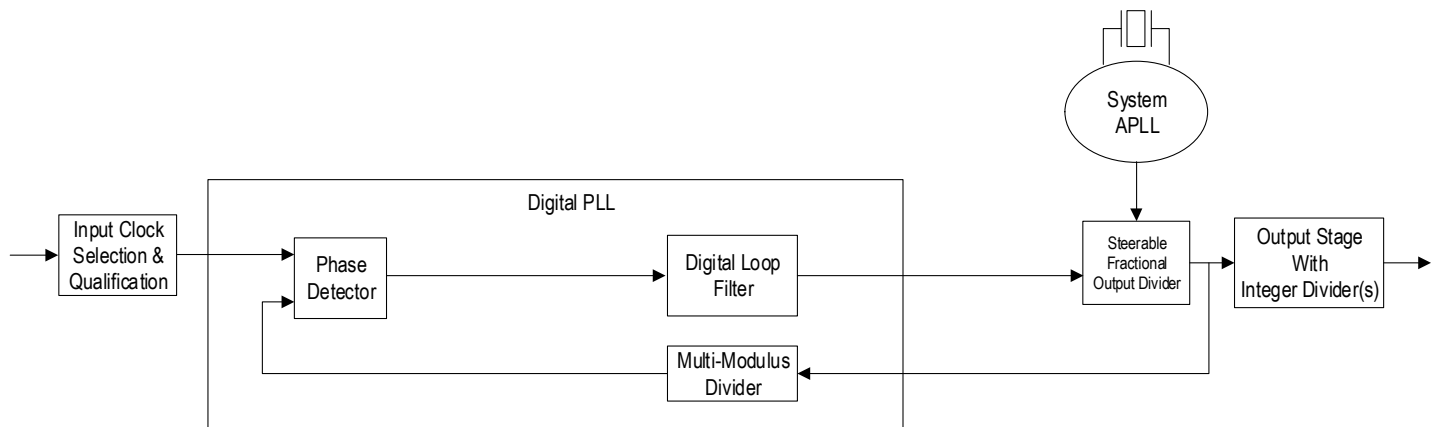 System
APLL
Digital PLL
Input Clock
Selection &
Qualification
Phase
Detector
Digital Loop
Filter
Steerable
Fractional
Output Divider
Output Stage
With
Integer Divider(s)
Multi-Modulus
Divider